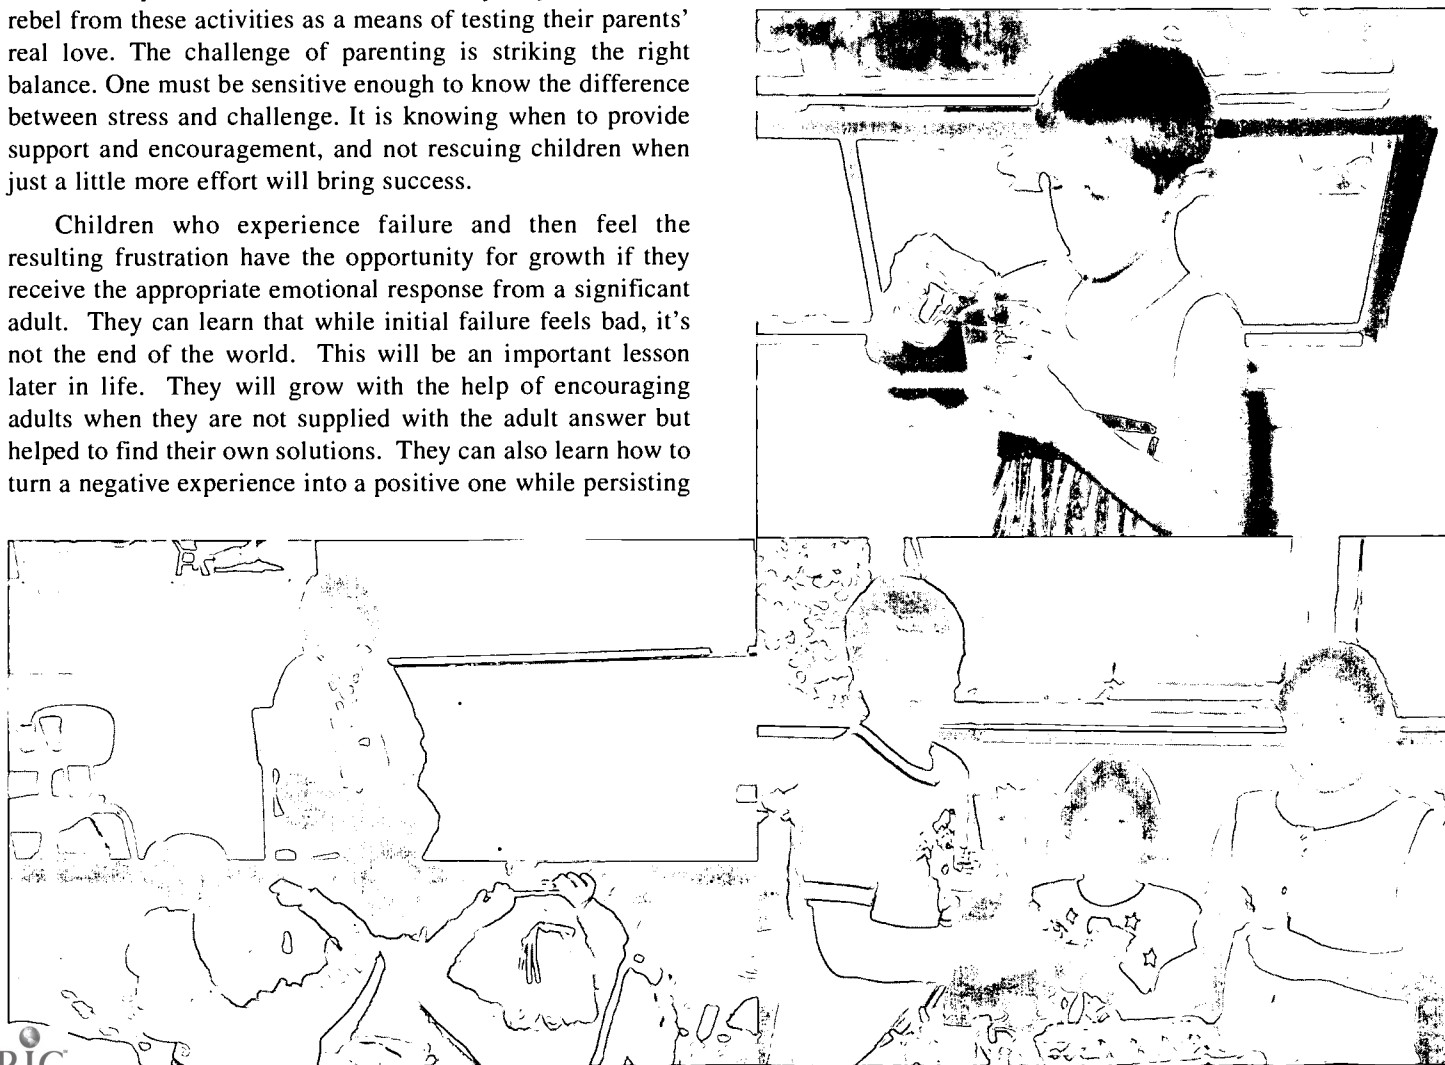 rebel from these activities as a means of testing their parents'
real love. The challenge of parenting is striking the right
balance. One must be sensitive enough to know the difference
between stress and challenge. It is knowing when to provide
support and encouragement, and not rescuing children when
just a little more effort will bring success.
Children who experience failure and then feel the
resulting frustration have the opportunity for growth if they
receive the appropriate emotional response from a significant
adult. They can learn that while initial failure feels bad, it's
not the end of the world. This will be an important lesson
later in life. They will grow with the help of encouraging
adults when they are not supplied with the adult answer but
helped to find their own solutions. They can also learn how to
turn a negative experience into a positive one while persisting